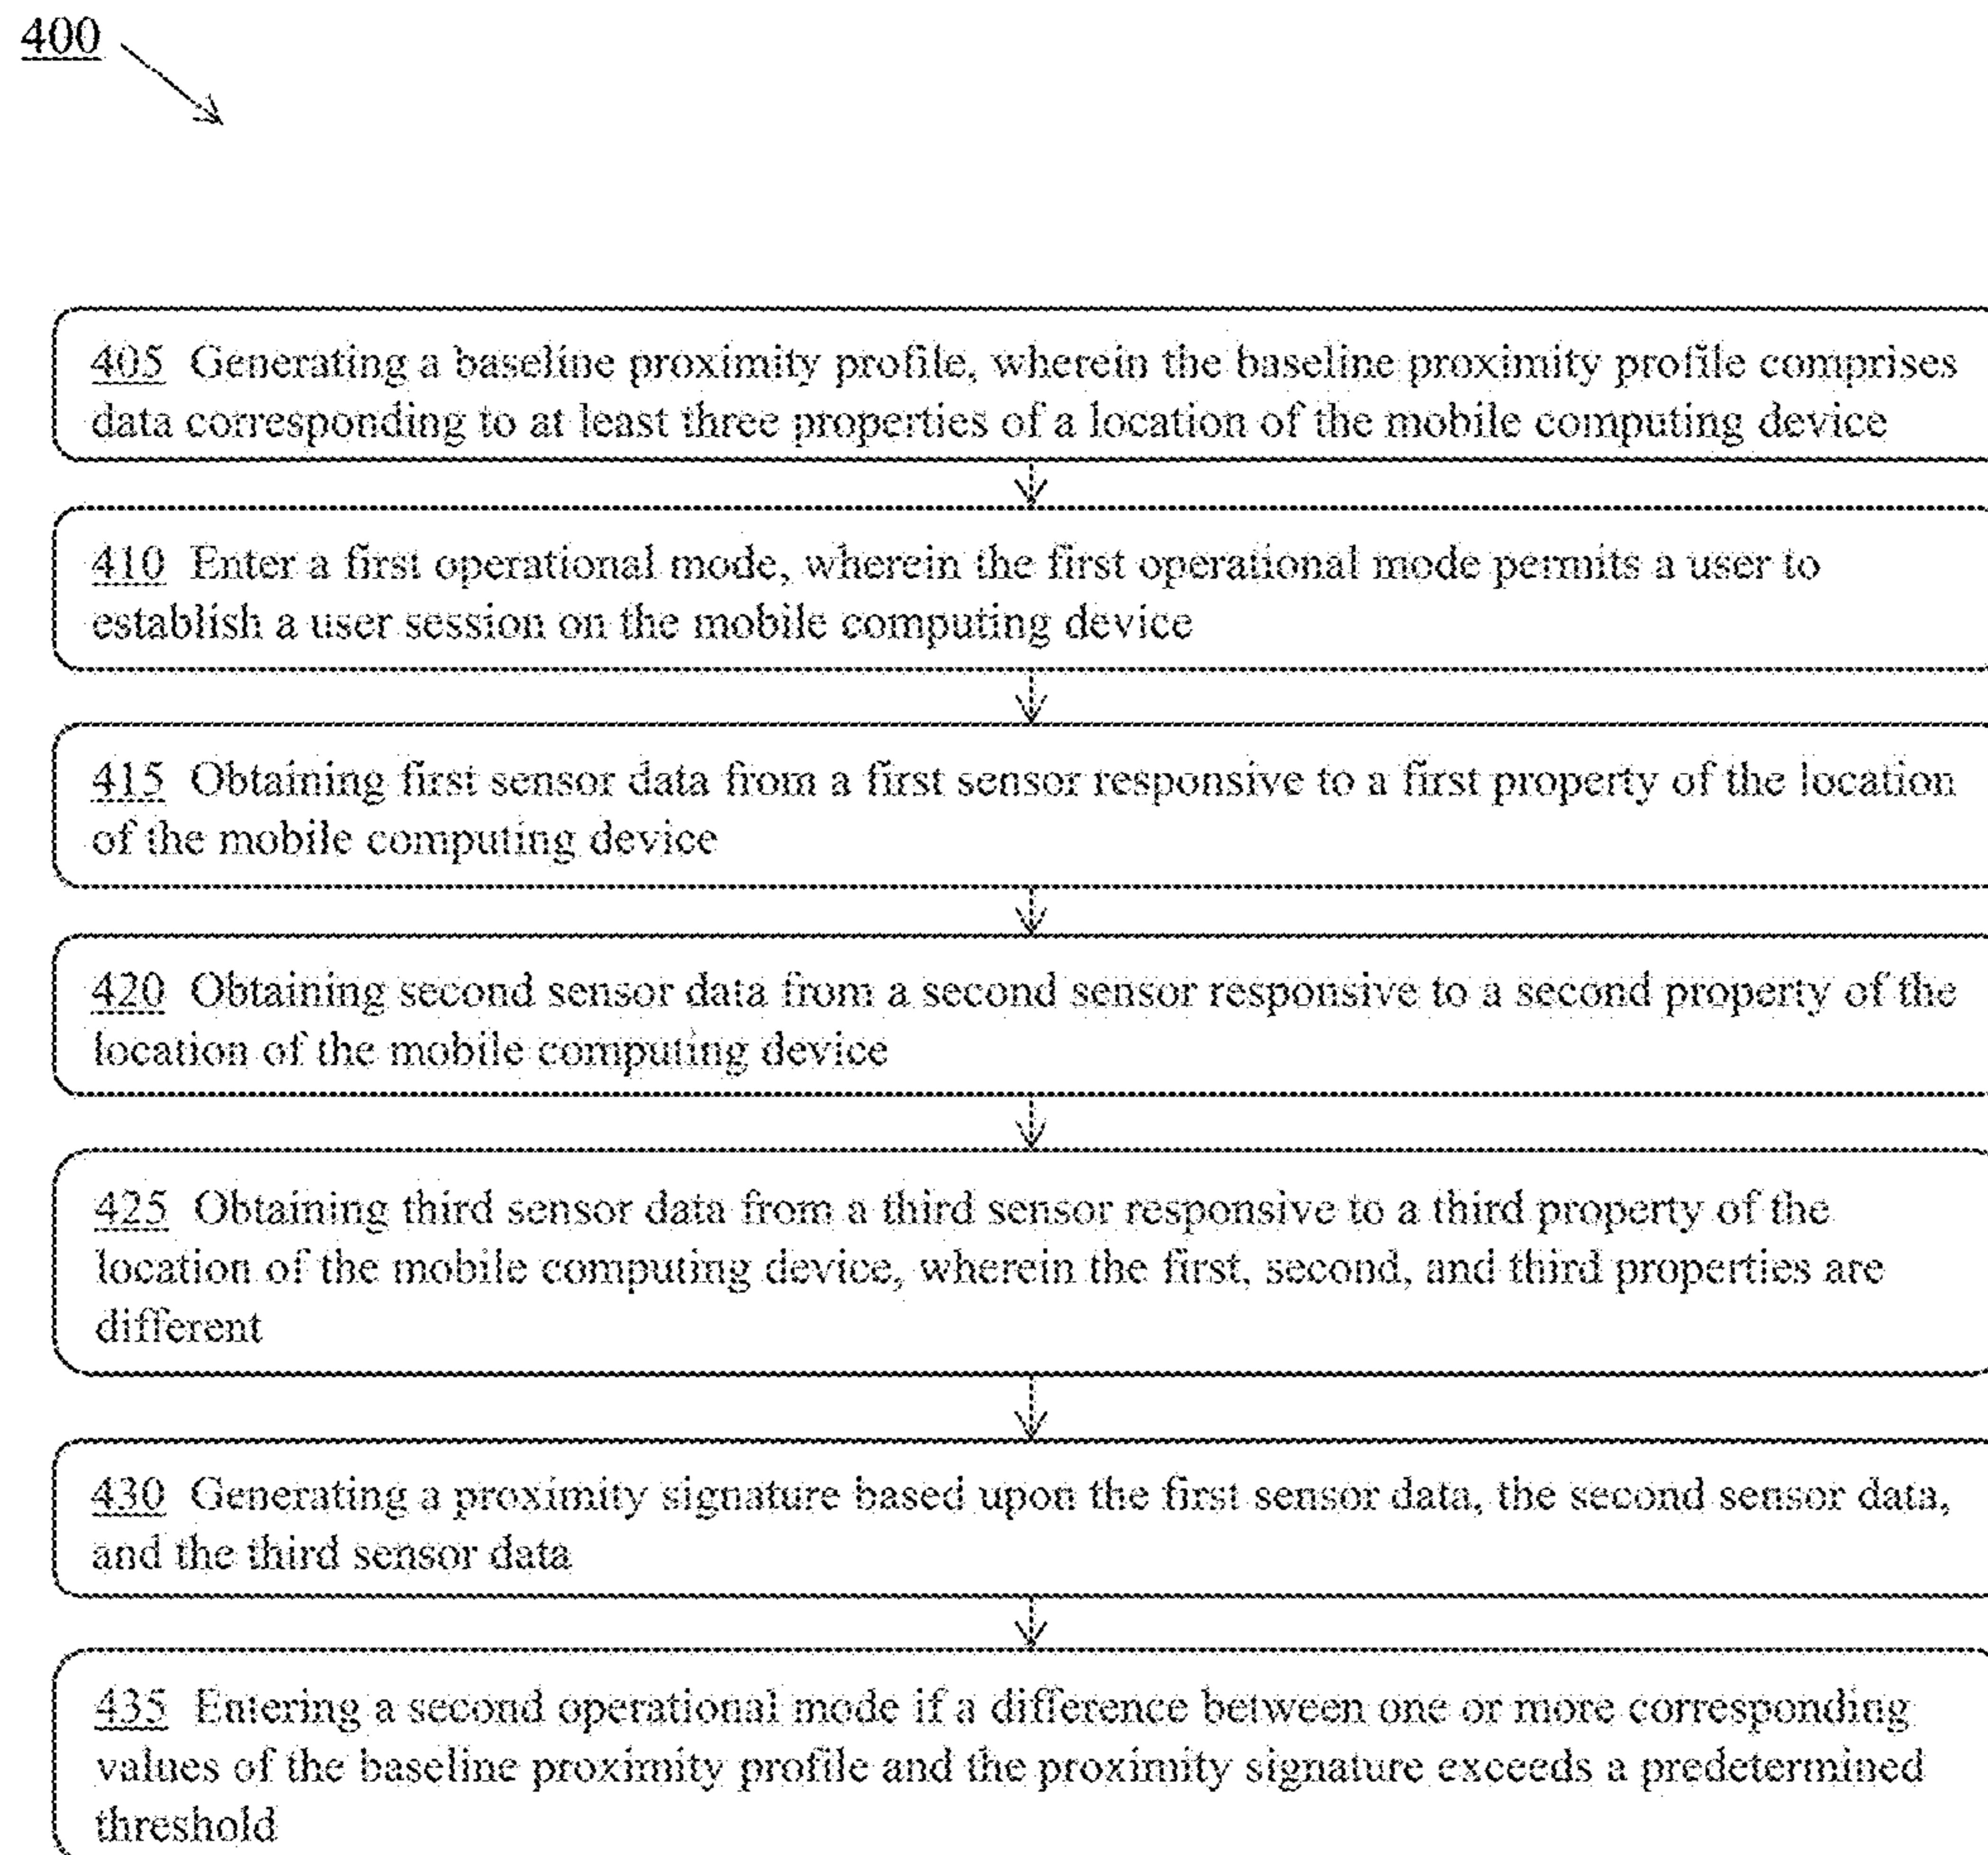 400
405 Generating a baseline proximity profile, wherein the baseline proximity profile comprises
data corresponding to at least three properties of a location of the mobile computing device
410 Enter a first operational mode, wherein the first operational mode permits a user to
establish a user session on the mobile computing device
415 Obtaining first sensor data from a first sensor responsive to a first property of the location
of the mobile computing device
420 Obtaining second sensor data from a second sensor responsive to a second property of the
location of the mobile computing device
425 Obtaining third sensor data from a third sensor responsive to a third property of the
location of the mobile computing device, wherein the first, second, and third properties are
different
430 Generating a proximity signature based upon the first sensor data, the second sensor data,
and the third sensor data
435 Entering a second operational mode if a difference between one or more corresponding
values of the baseline proximity profile and the proximity signature exceeds a predetermined
threshold